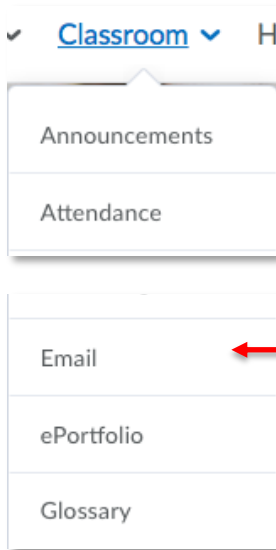 Classroom H
Announcements
Attendance
Email
ePortfolio
Glossary